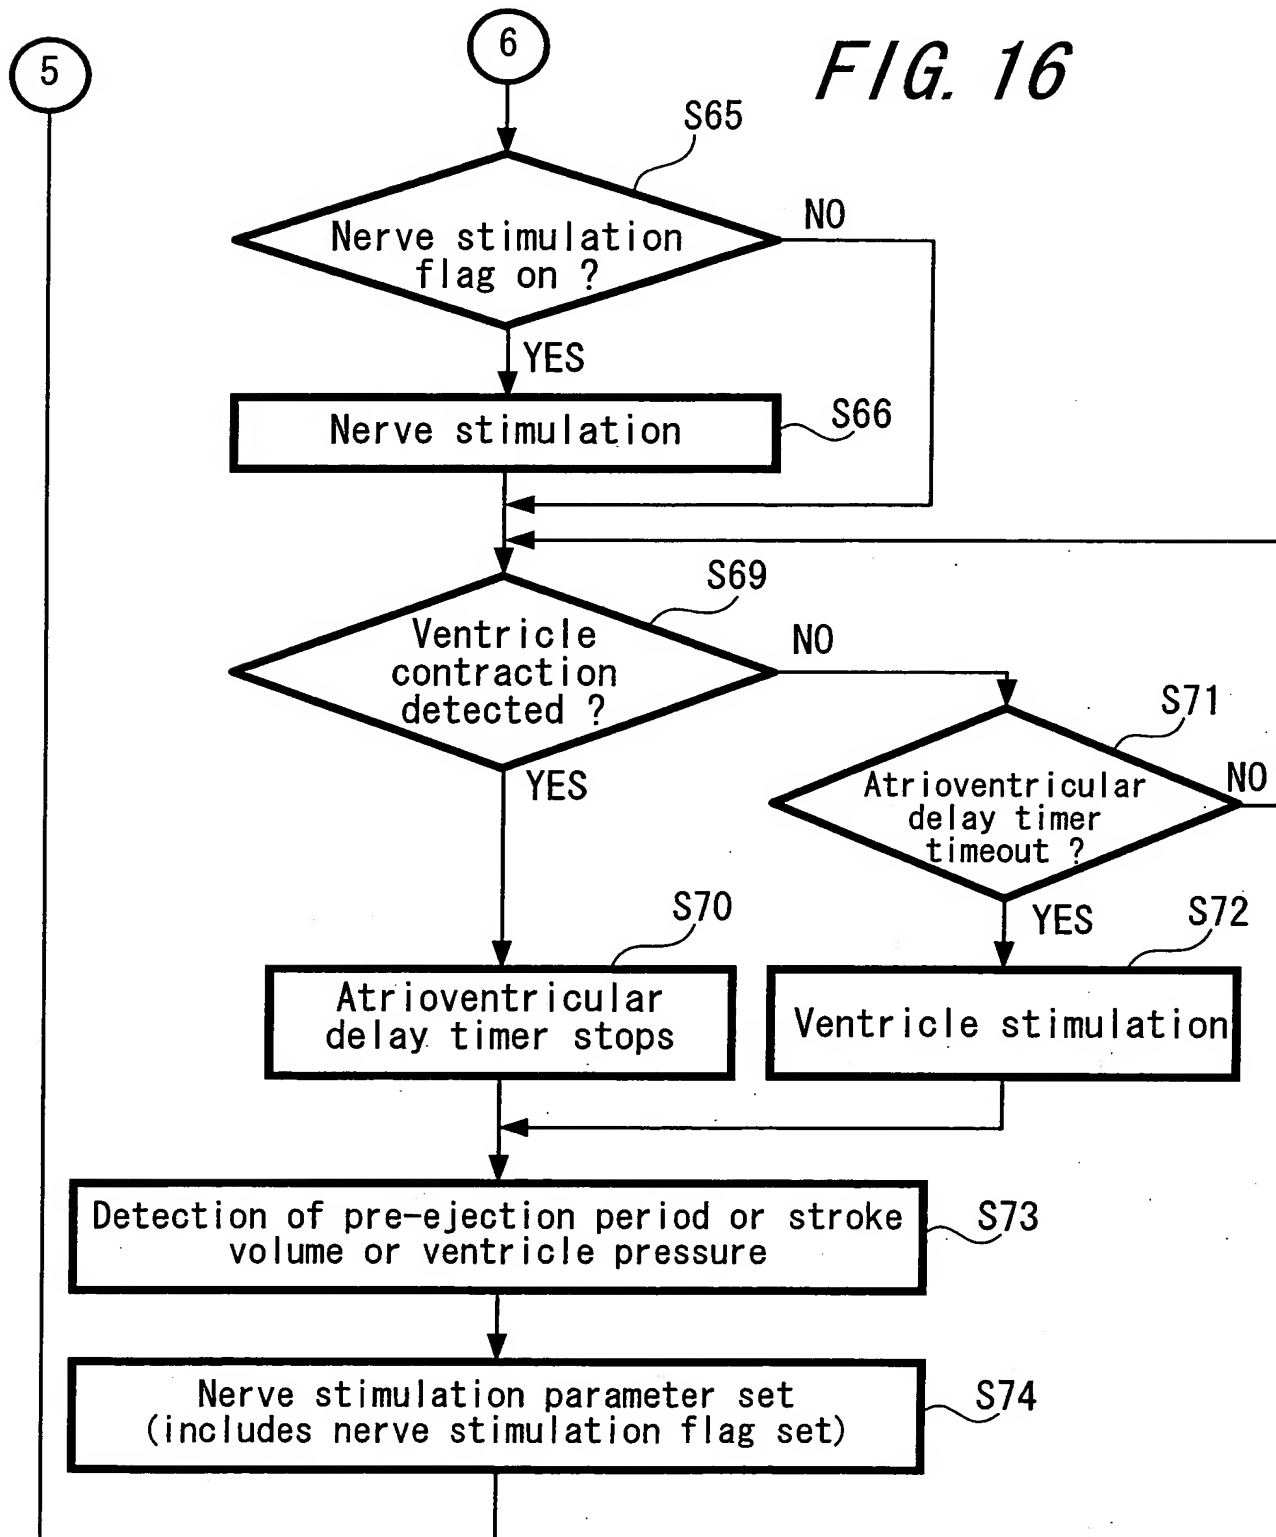 5
6
FIG. 16
S65
Nerve stimulation
flag on ?
NO
YES
Nerve stimulation
S66
S69
Ventricle
contraction
detected ?
NO
YES
S71
Atrioventricular
delay timer
timeout ?
NO
YES
S70
Atrioventricular
delay timer stops
S72
Ventricle stimulation
Detection of pre-ejection period or stroke
volume or ventricle pressure
S73
Nerve stimulation parameter set
(includes nerve stimulation flag set)
S74